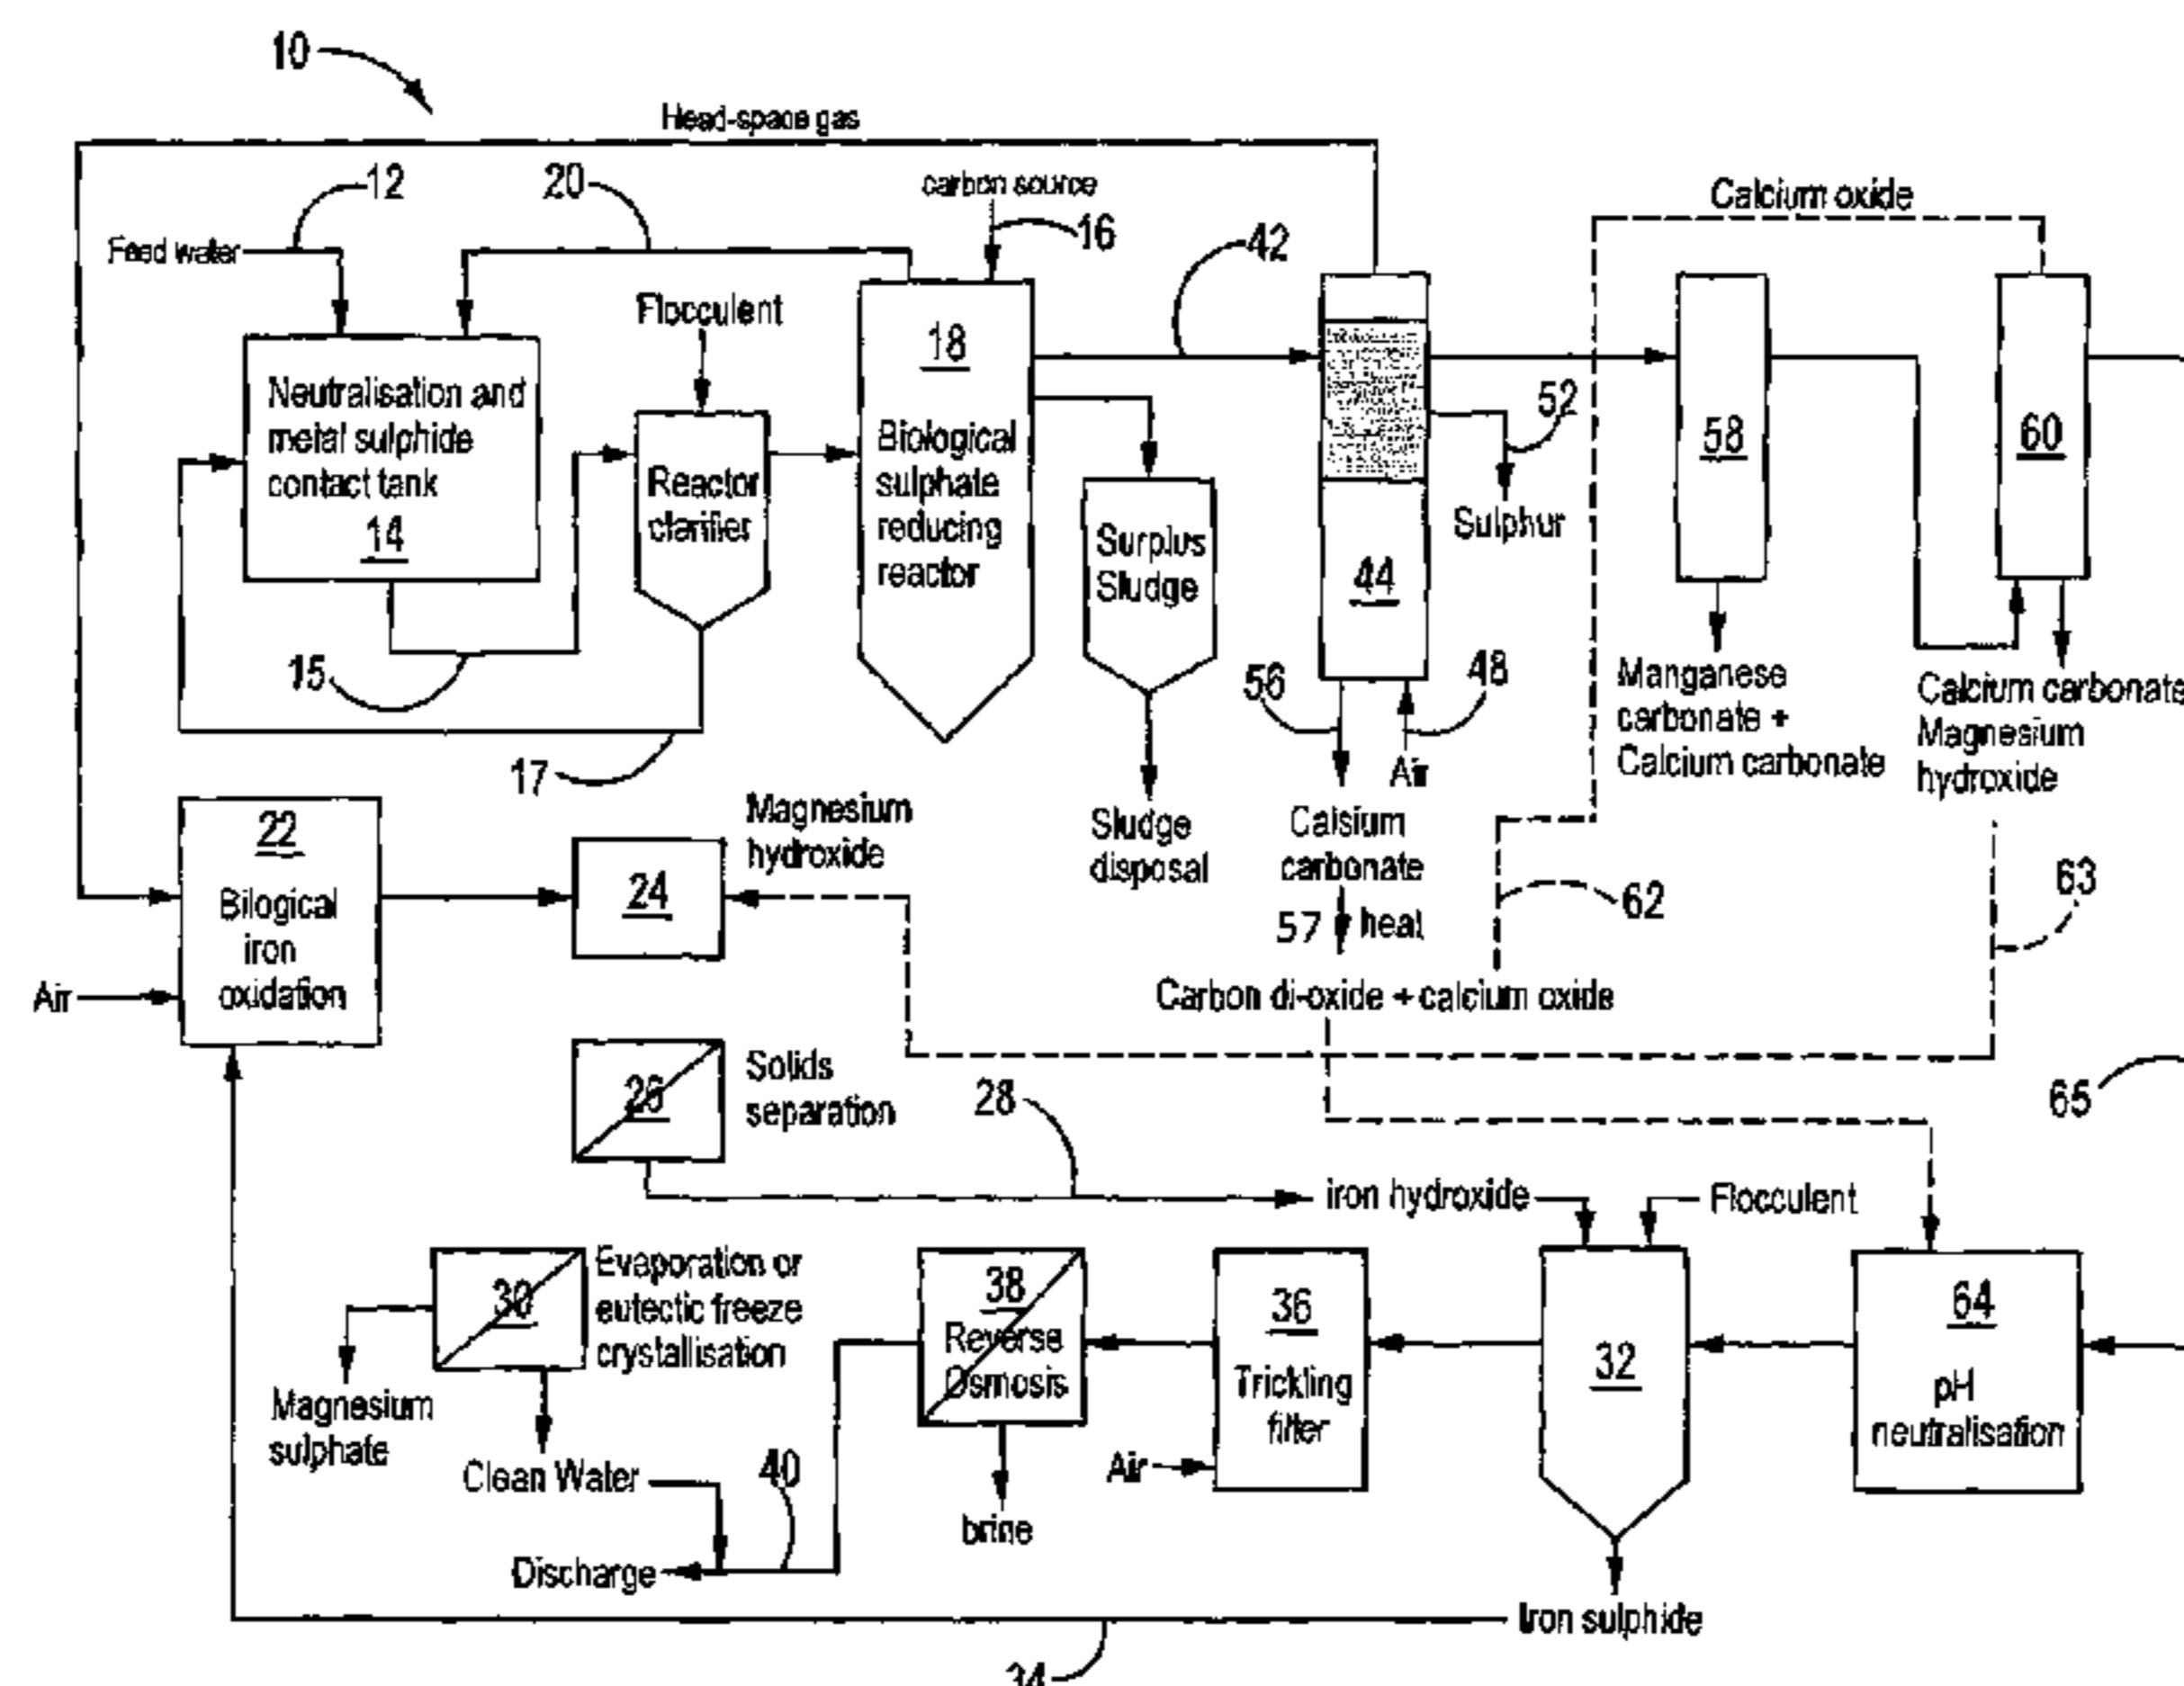 10
Head-space gas
12
20
carbon source
16
42
Calcium oxide
Feed water
Flocculent
18
Neutralisation and
metal sulphide
contact tank
14
Reactor
clarifier
Biological
sulphate
reducing
reactor
Surplus
Sludge
52
Sulphur
44
58
60
15
17
56
48
Air
Manganese
carbonate +
Calcium carbonate
Calcium carbonate
Magnesium
hydroxide
22
Bilogical
iron
oxidation
Air
24
Magnesium
hydroxide
Sludge
disposal
Calsium
carbonate
57
heat
62
63
Carbon di-oxide + calcium oxide
26
Solids
separation
28
65
iron hydroxide
Flocculent
30
Evaporation or
eutectic freeze
crystallisation
38
Reverse
Osmosis
36
Trickling
filter
32
64
pH
neutralisation
Magnesium
sulphate
Clean Water
40
Air
brine
Discharge
Iron sulphide
34